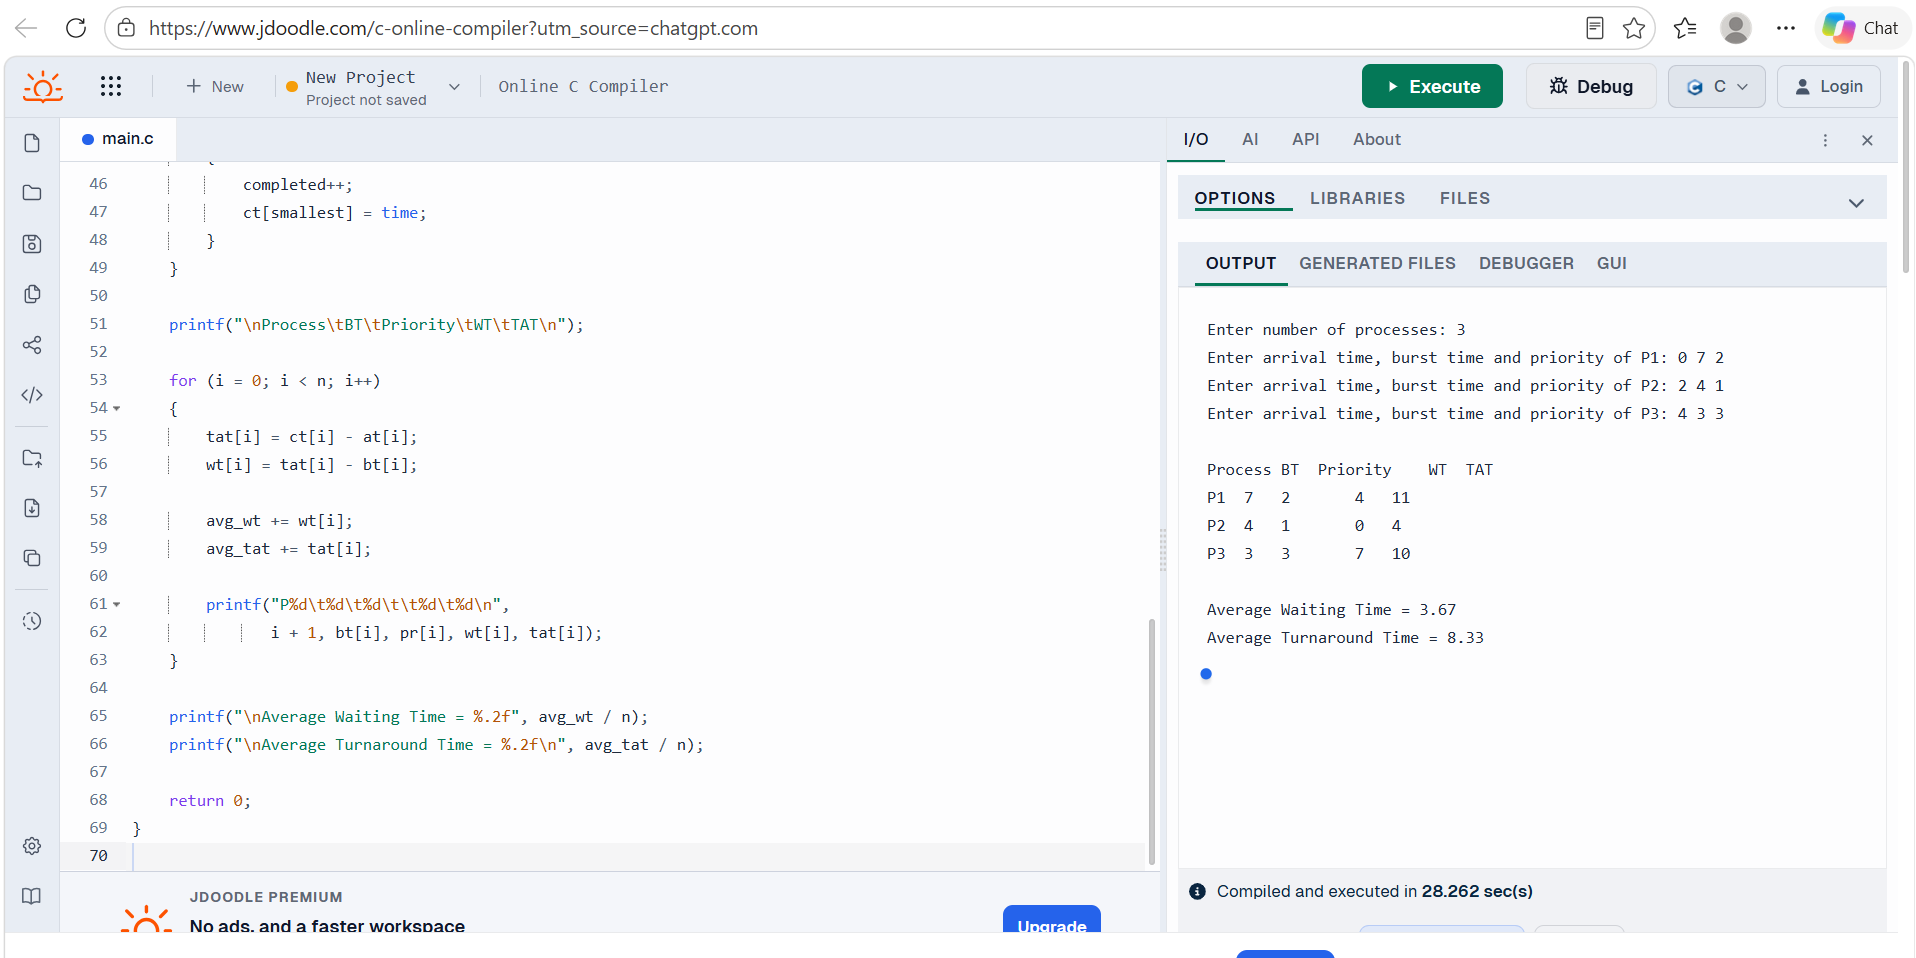 https://www.jdoodle.com/c-online-compiler?utm_source=chatgpt.com
Chat
New
New Project
Project not saved
Online C Compiler
Execute
Debug
C
Login
main.c
46 completed++;
47 ct[smallest] = time;
48 }
49 }
50
51 printf("\nProcess\tBT\tPriority\tWT\tTAT\n");
52
53 for (i = 0; i < n; i++)
54 {
55 tat[i] = ct[i] - at[i];
56 wt[i] = tat[i] - bt[i];
57
58 avg_wt += wt[i];
59 avg_tat += tat[i];
60
61 printf("P%d\t%d\t%d\t\t%d\t%d\n",
62 i + 1, bt[i], pr[i], wt[i], tat[i]);
63 }
64
65 printf("\nAverage Waiting Time = %.2f", avg_wt / n);
66 printf("\nAverage Turnaround Time = %.2f\n", avg_tat / n);
67
68 return 0;
69 }
70
JDOODLE PREMIUM
No ads, and a faster workspace
Upgrade
I/O AI API About
OPTIONS LIBRARIES FILES
OUTPUT GENERATED FILES DEBUGGER GUI
Enter number of processes: 3
Enter arrival time, burst time and priority of P1: 0 7 2
Enter arrival time, burst time and priority of P2: 2 4 1
Enter arrival time, burst time and priority of P3: 4 3 3
Process BT Priority WT TAT
P1 7 2 4 11
P2 4 1 0 4
P3 3 3 7 10
Average Waiting Time = 3.67
Average Turnaround Time = 8.33
Compiled and executed in 28.262 sec(s)